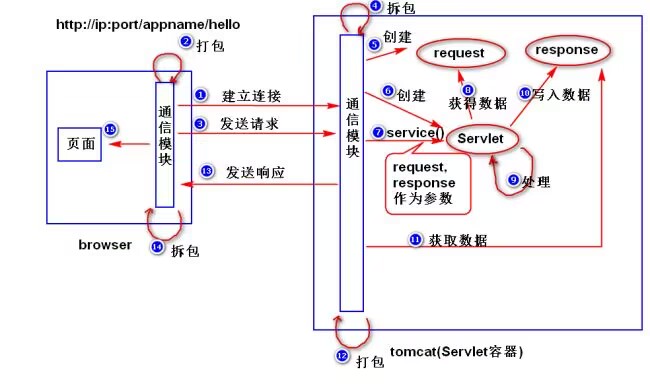 http://ip:port/appname/hello
2 打包
1 建立连接
3 发送请求
通信模块
15
页面
13 发送响应
14 拆包
browser
4 拆包
5 创建
request
response
6 创建
8
获得数据
10 写入数据
通信模块
7 service()
Servlet
request,
response
作为参数
9 处理
11 获取数据
12 打包
tomcat(Servlet容器)